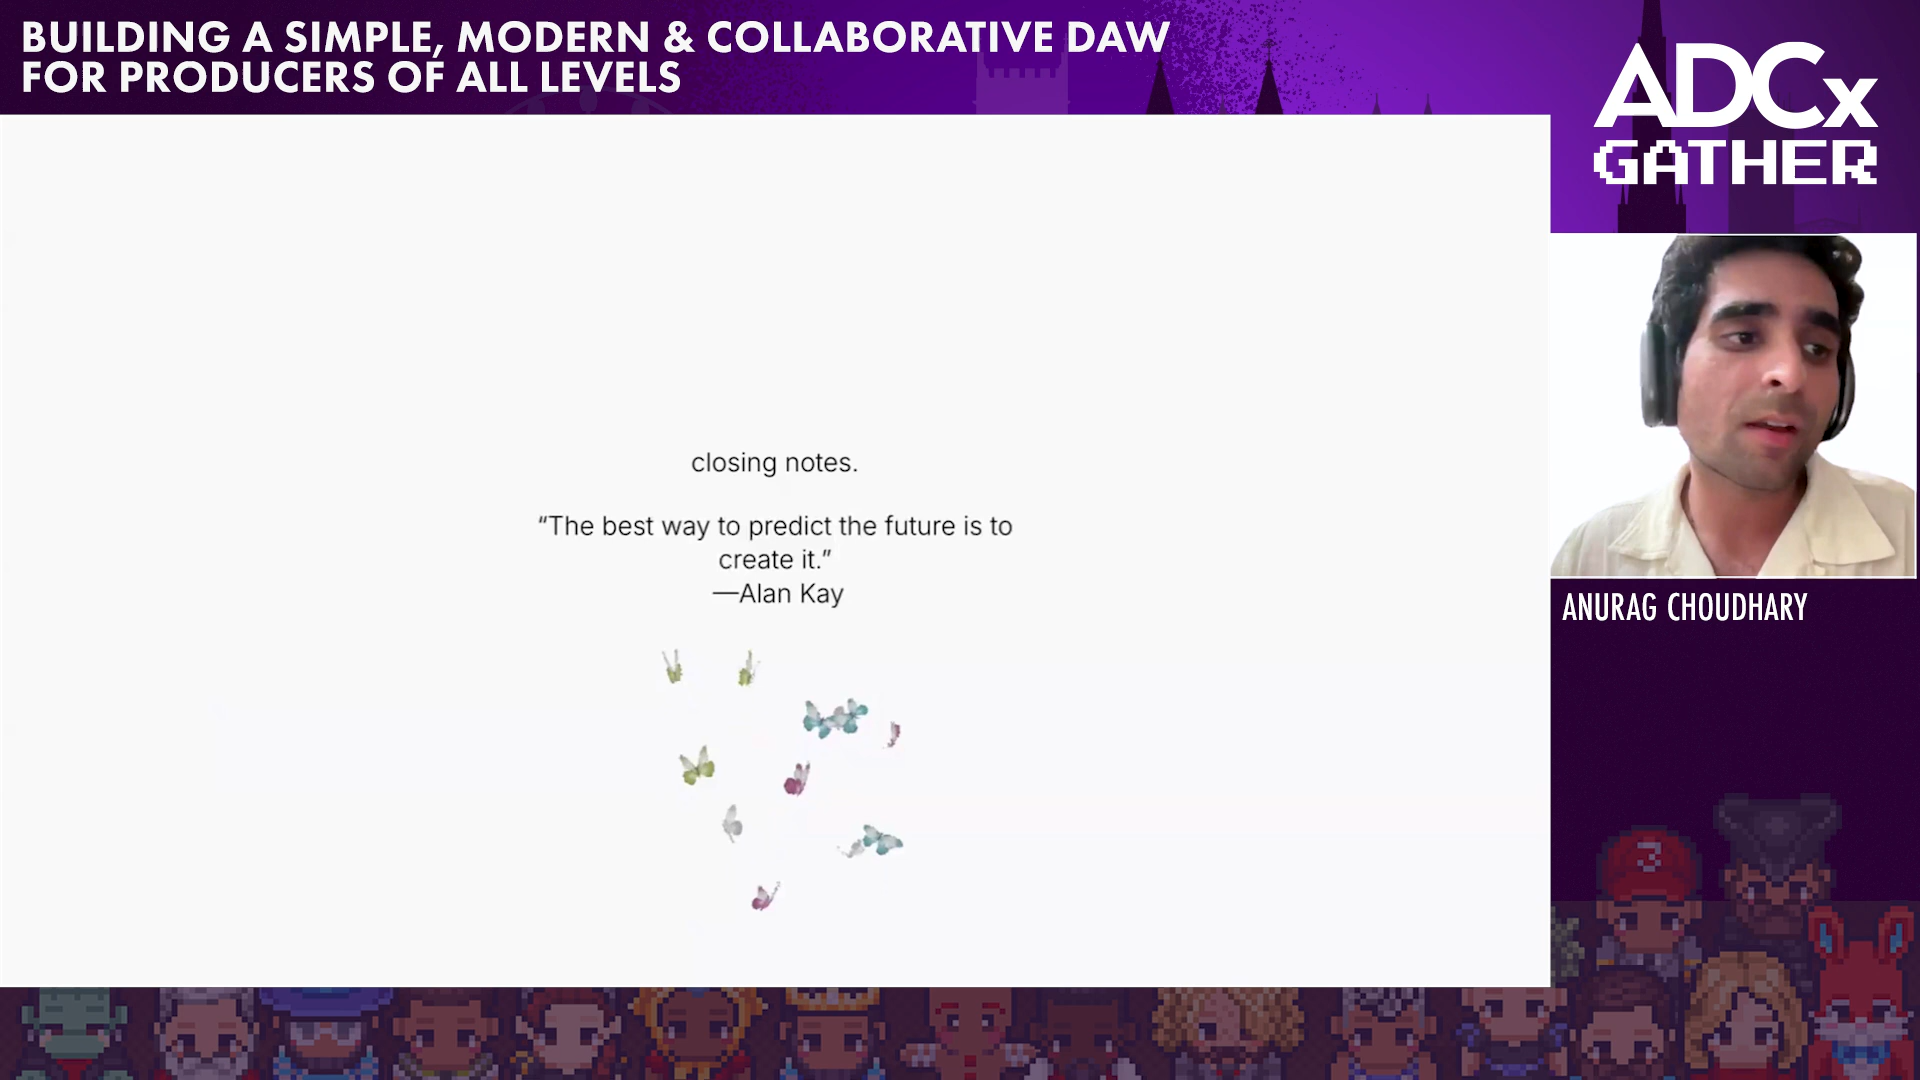 BUILDING A SIMPLE, MODERN & COLLABORATIVE DAW
FOR PRODUCERS OF ALL LEVELS
ADCx
GATHER
closing notes.
“The best way to predict the future is to
create it.”
—Alan Kay
ANURAG CHOUDHARY
3